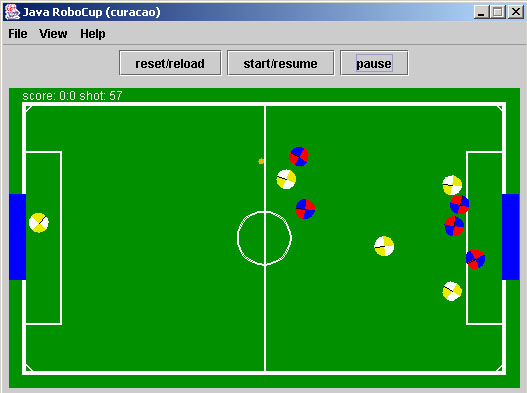 Java RoboCup (curacao)
File View Help
reset/reload start/resume pause
score: 0:0 shot: 57